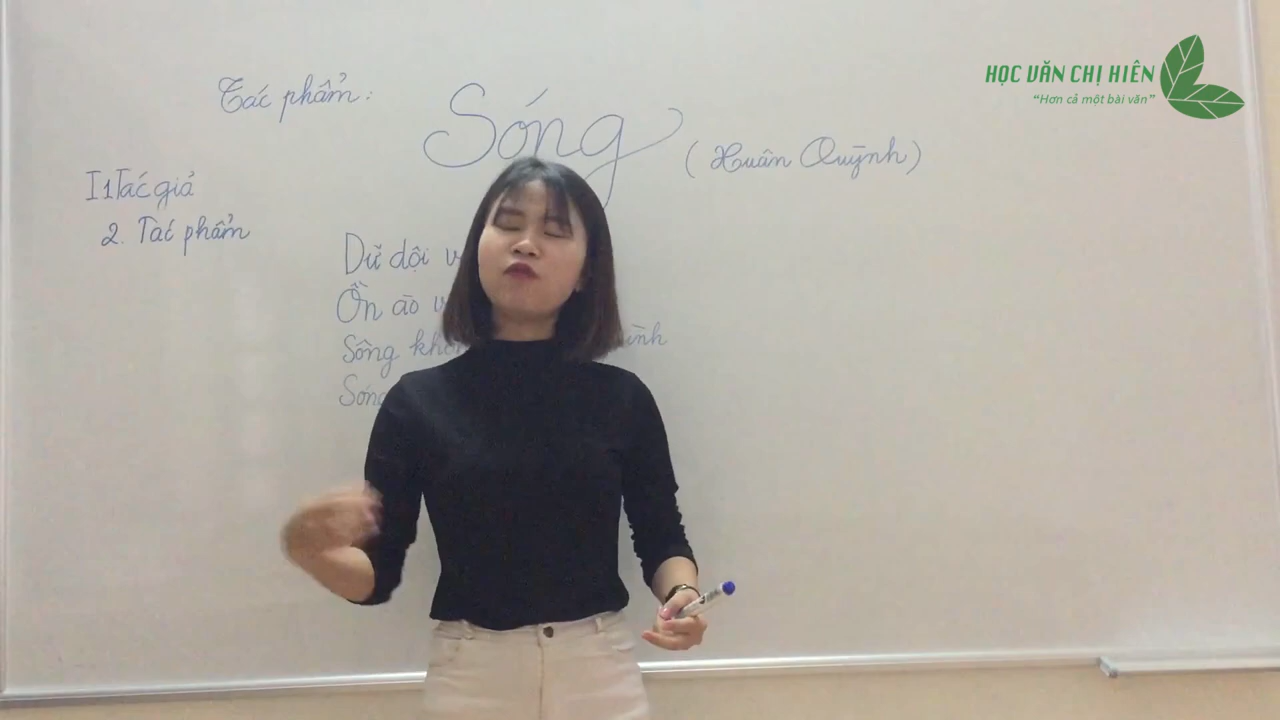 HỌC VĂN CHỊ HIÊN
"Hơn cả một bài văn"
Tác phẩm:
Sóng
(Xuân Quỳnh)
I 1 Tác giả
2. Tác phẩm
Dữ dội
Ồn ào
Sông
Sóng